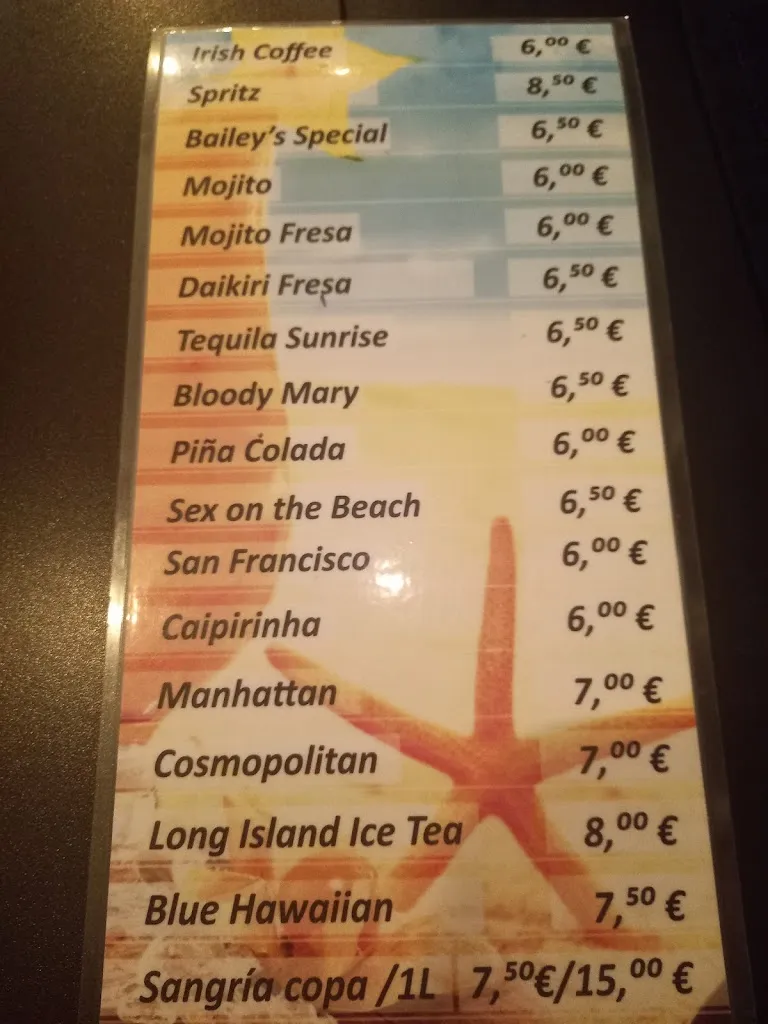 Irish Coffee 6,00 €
Spritz 8,50 €
Bailey's Special 6,50 €
Mojito 6,00 €
Mojito Fresa 6,00 €
Daikiri Fresa 6,50 €
Tequila Sunrise 6,50 €
Bloody Mary 6,50 €
Piña Colada 6,00 €
Sex on the Beach 6,50 €
San Francisco 6,00 €
Caipirinha 6,00 €
Manhattan 7,00 €
Cosmopolitan 7,00 €
Long Island Ice Tea 8,00 €
Blue Hawaiian 7,50 €
Sangría copa /1L 7,50€/15,00 €